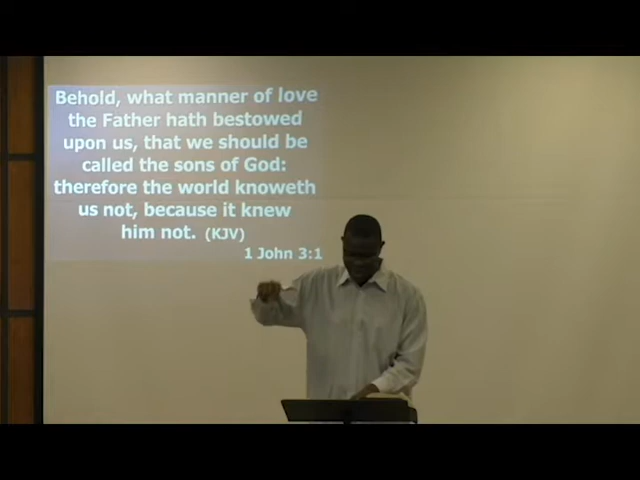 Behold, what manner of love
the Father hath bestowed
upon us, that we should be
called the sons of God:
therefore the world knoweth
us not, because it knew
him not. (KJV)
1 John 3:1